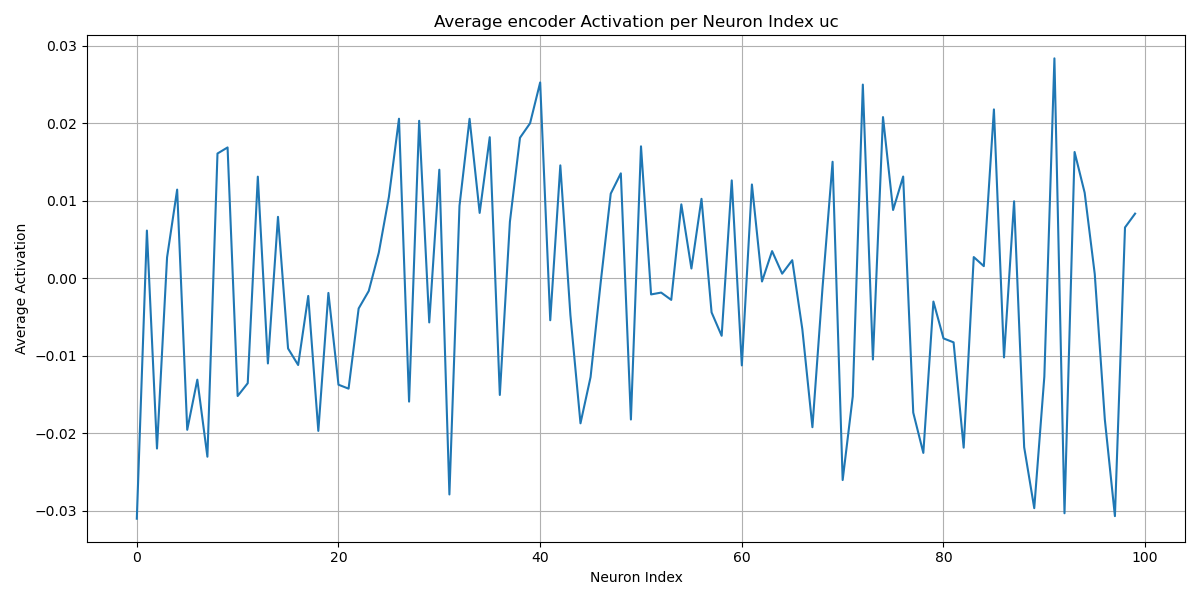 Average encoder Activation per Neuron Index uc
0.03
0.02
0.01
0.00
−0.01
−0.02
−0.03
Average Activation
0 20 40 60 80 100
Neuron Index